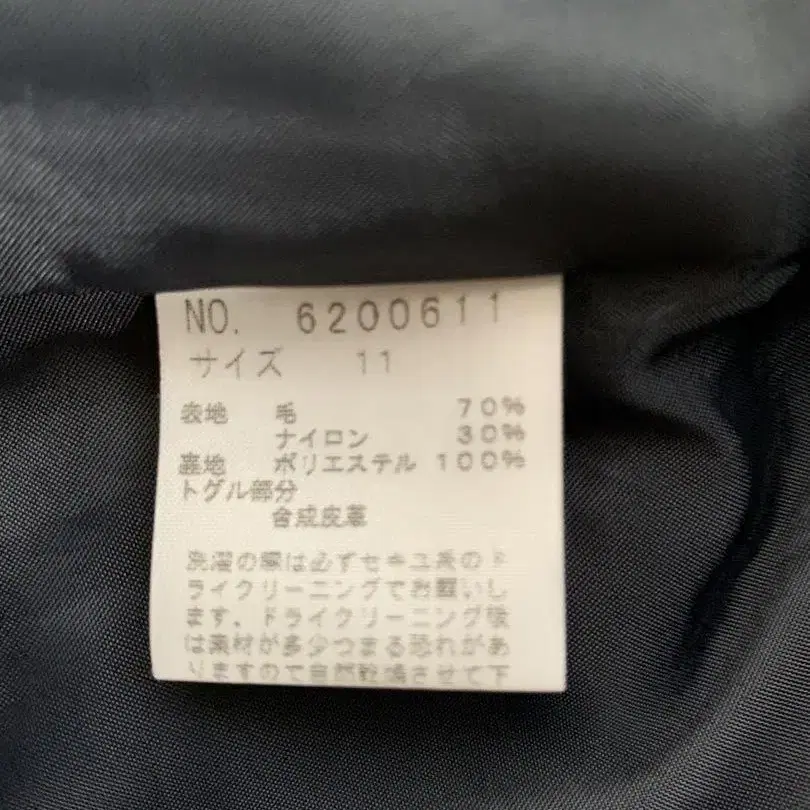 NO. 6200611
サイズ 11
表地 毛 70%
ナイロン 30%
裏地 ポリエステル 100%
トグル部分
合成皮革
洗濯の際は必ずセキユ系のド
ライクリーニングでお願いし
ます。ドライクリーニング後
は素材が多少つまる恐れがあ
りますので自然乾燥させて下